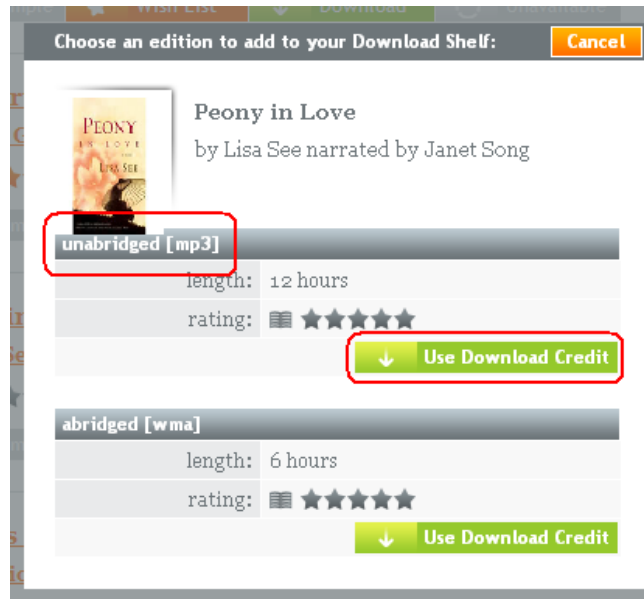 Wish List Download Unavailable
Choose an edition to add to your Download Shelf: Cancel
PEONY
IN LOVE
LISA SEE
Peony in Love
by Lisa See narrated by Janet Song
unabridged [mp3]
length: 12 hours
rating:
Use Download Credit
abridged [wma]
length: 6 hours
rating:
Use Download Credit